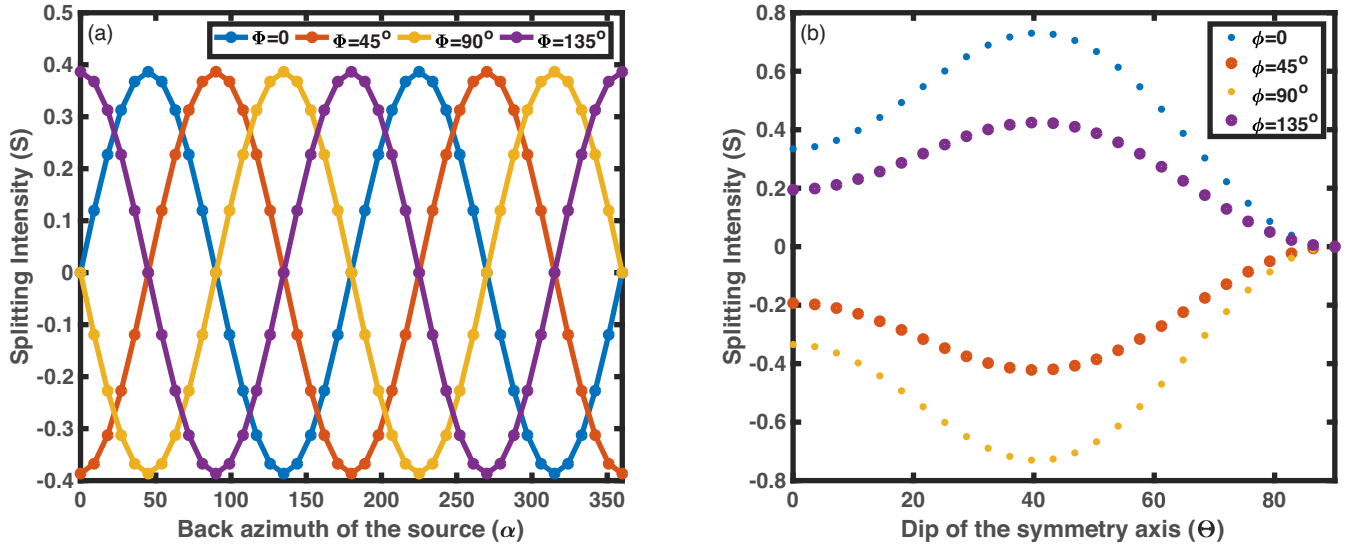 (a)
Φ=0 Φ=45° Φ=90° Φ=135°
Splitting Intensity (S)
0.5
0.4
0.3
0.2
0.1
0
-0.1
-0.2
-0.3
-0.4
0 50 100 150 200 250 300 350
Back azimuth of the source (α)
(b)
ϕ=0
ϕ=45°
ϕ=90°
ϕ=135°
Splitting Intensity (S)
0.8
0.6
0.4
0.2
0
-0.2
-0.4
-0.6
-0.8
0 20 40 60 80
Dip of the symmetry axis (Θ)